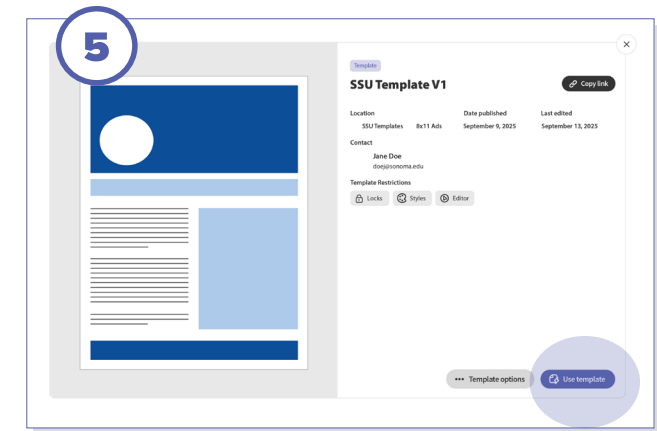 5
Template
SSU Template V1
Copy link
Location Date published Last edited
SSU Templates 8x11 Ads September 9, 2025 September 13, 2025
Contact
Jane Doe
doej@sonoma.edu
Template Restrictions
Locks Styles Editor
Template options Use template